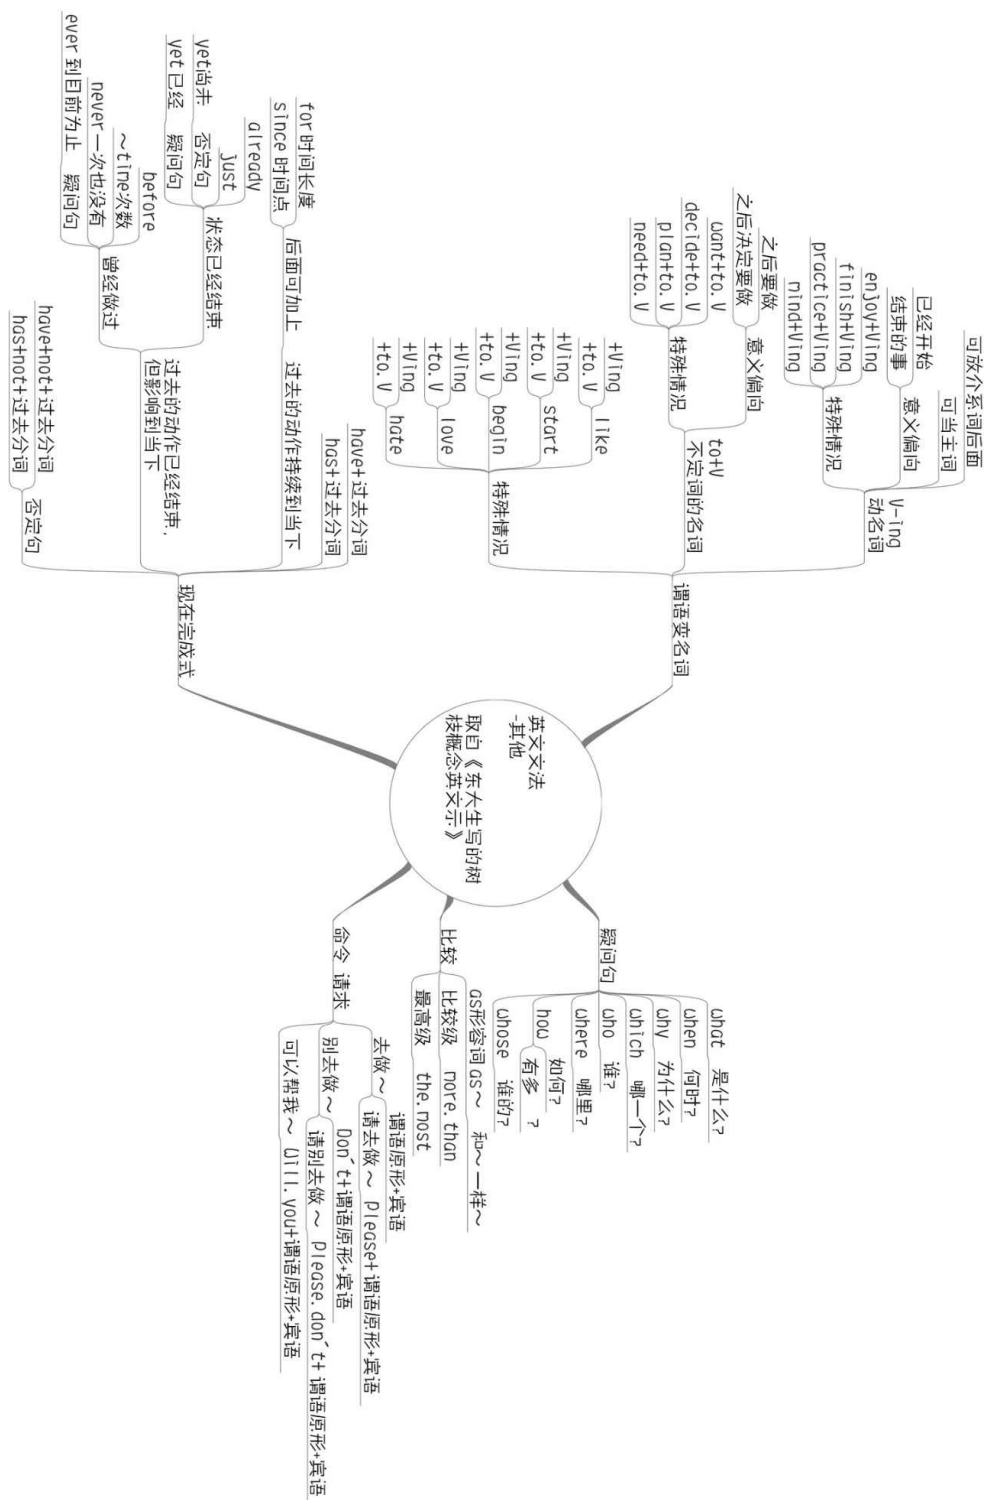 英文文法
-其他
取自《东大生写的树
枝概念英文示》
疑问句
what 是什么?
when 何时?
why 为什么?
which 哪一个?
who 谁?
where 哪里?
how
如何?
有多 ?
whose 谁的?
比较
as形容词as～ 和～一样～
比较级 more.than
最高级 the.most
命令 请求
去做～
谓语原形+宾语
请去做～ Please+谓语原形+宾语
别去做～
Don't+谓语原形+宾语
请别去做～ Please.don't+谓语原形+宾语
可以帮我～ Will.you+谓语原形+宾语
谓语变名词
V-ing
动名词
可放介系词后面
可当主词
意义偏向
已经开始
结束的事
特殊情况
enjoy+Ving
finish+Ving
practice+Ving
mind+Ving
to+V
不定词的名词
意义偏向
之后要做
之后决定要做
特殊情况
want+to.V
decide+to.V
plan+to.V
need+to.V
特殊情况
like
+Ving
+to.V
start
+Ving
+to.V
begin
+Ving
+to.V
love
+Ving
+to.V
hate
+Ving
+to.V
现在完成式
have+过去分词
has+过去分词
过去的动作持续到当下
后面可加上
for时间长度
since时间点
过去的动作已经结束,
但影响到当下
状态已经结束
already
just
yet尚未 否定句
yet已经 疑问句
曾经做过
before
～time次数
never一次也没有
ever到目前为止 疑问句
否定句
have+not+过去分词
has+not+过去分词